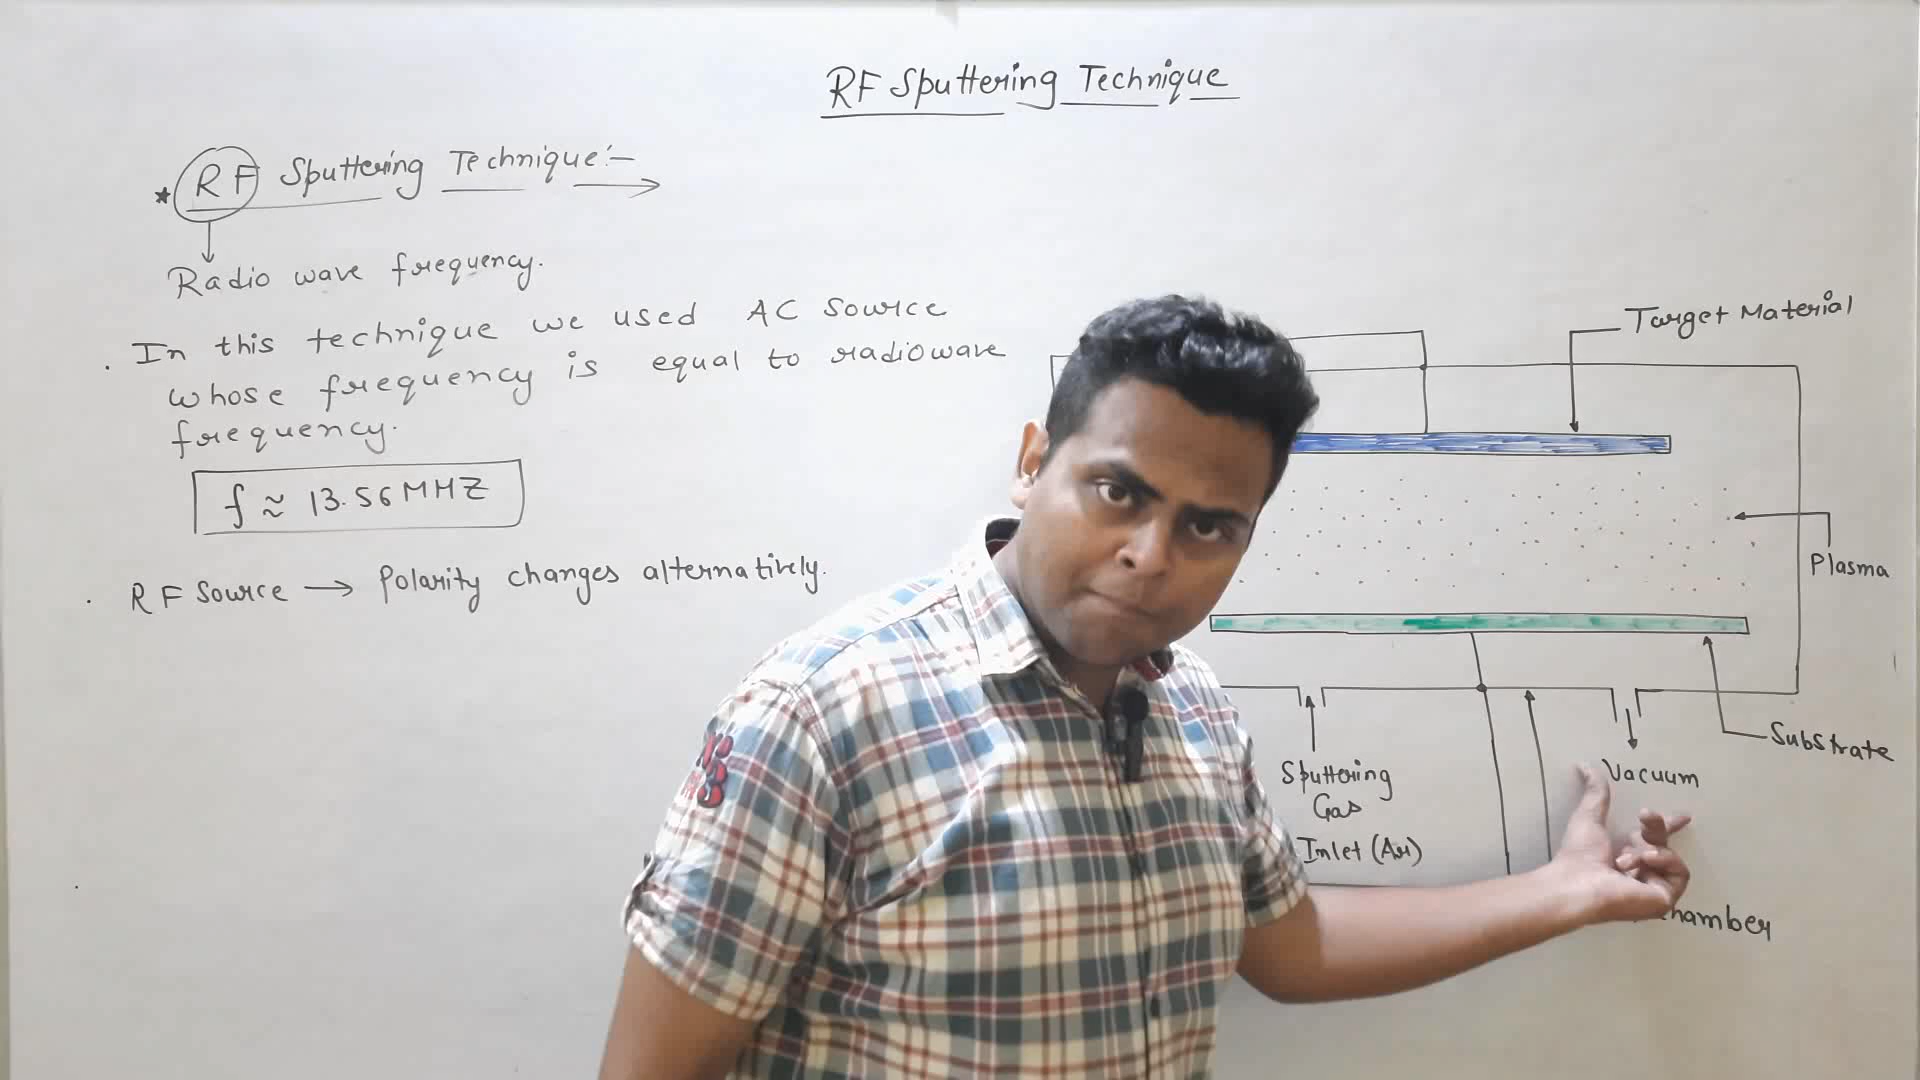 RF Sputtering Technique
* RF Sputtering Technique:-
Radio wave frequency.
. In this technique we used AC source
whose frequency is equal to radiowave
frequency.
f ≈ 13.56 MHZ
. RF Source → Polarity changes alternatively.
Target Material
Plasma
Substrate
Sputtering
Gas
Inlet (Ar)
Vacuum